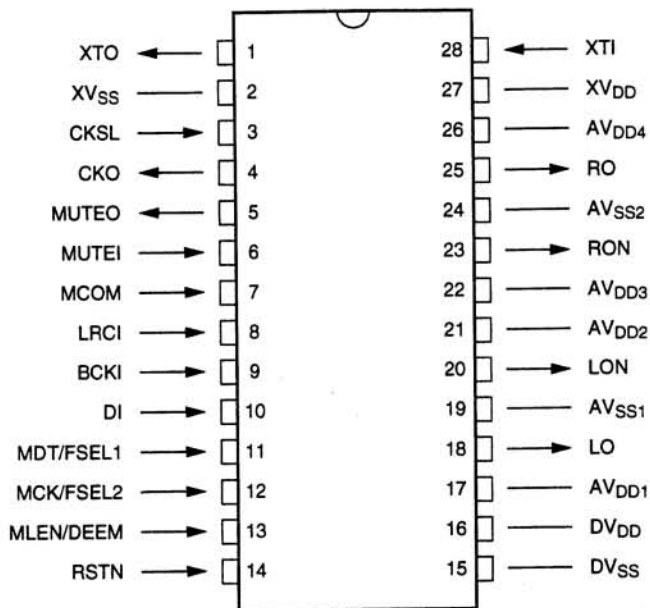 XTO 1 28 XTI
XVSS 2 27 XVDD
CKSL 3 26 AVDD4
CKO 4 25 RO
MUTEO 5 24 AVSS2
MUTEI 6 23 RON
MCOM 7 22 AVDD3
LRCI 8 21 AVDD2
BCKI 9 20 LON
DI 10 19 AVSS1
MDT/FSEL1 11 18 LO
MCK/FSEL2 12 17 AVDD1
MLEN/DEEM 13 16 DVDD
RSTN 14 15 DVSS